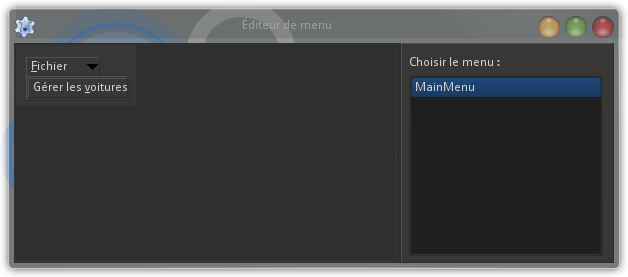 Éditeur de menu
Fichier
Gérer les voitures
Choisir le menu :
MainMenu